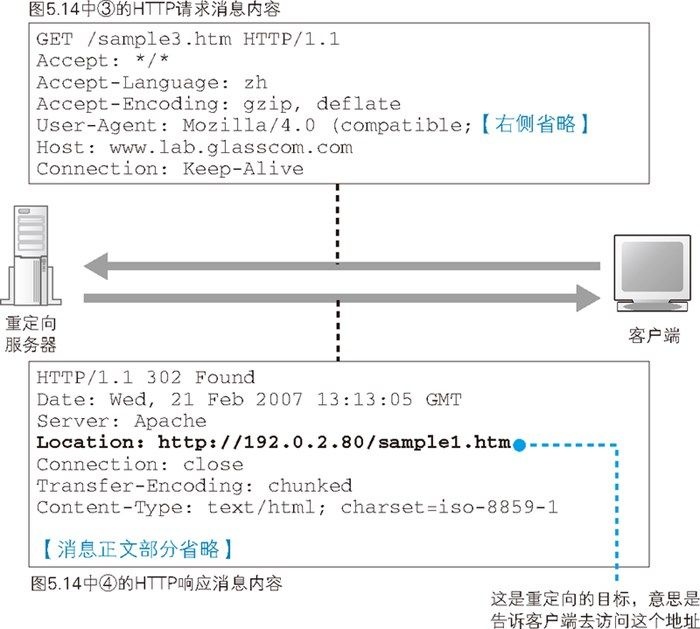 图5.14中③的HTTP请求消息内容
GET /sample3.htm HTTP/1.1
Accept: */*
Accept-Language: zh
Accept-Encoding: gzip, deflate
User-Agent: Mozilla/4.0 (compatible;【右侧省略】
Host: www.lab.glasscom.com
Connection: Keep-Alive
重定向
服务器
客户端
HTTP/1.1 302 Found
Date: Wed, 21 Feb 2007 13:13:05 GMT
Server: Apache
Location: http://192.0.2.80/sample1.htm
Connection: close
Transfer-Encoding: chunked
Content-Type: text/html; charset=iso-8859-1
【消息正文部分省略】
图5.14中④的HTTP响应消息内容
这是重定向的目标，意思是
告诉客户端去访问这个地址